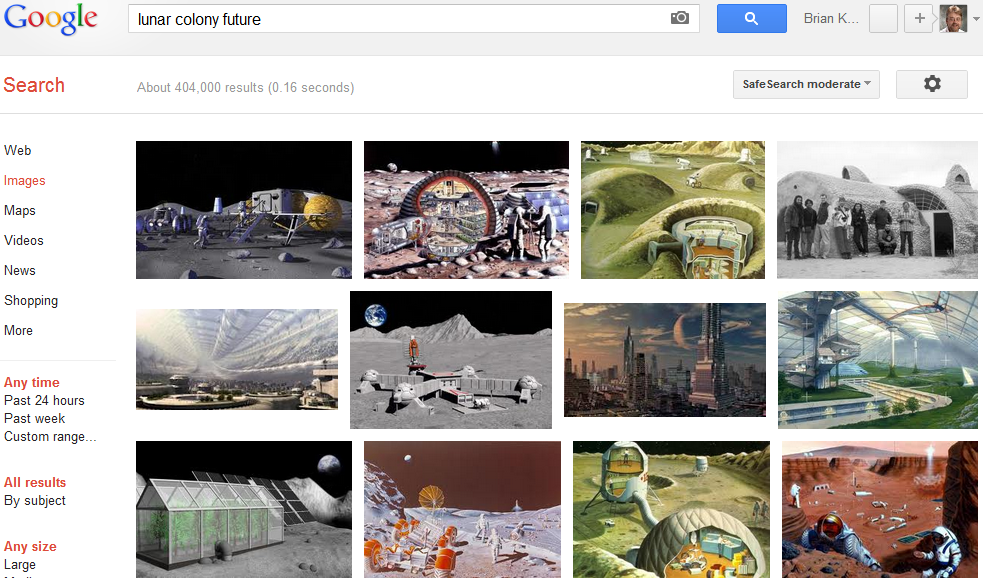 Google
lunar colony future
Brian K...
+
Search
About 404,000 results (0.16 seconds)
SafeSearch moderate
Web
Images
Maps
Videos
News
Shopping
More
Any time
Past 24 hours
Past week
Custom range...
All results
By subject
Any size
Large